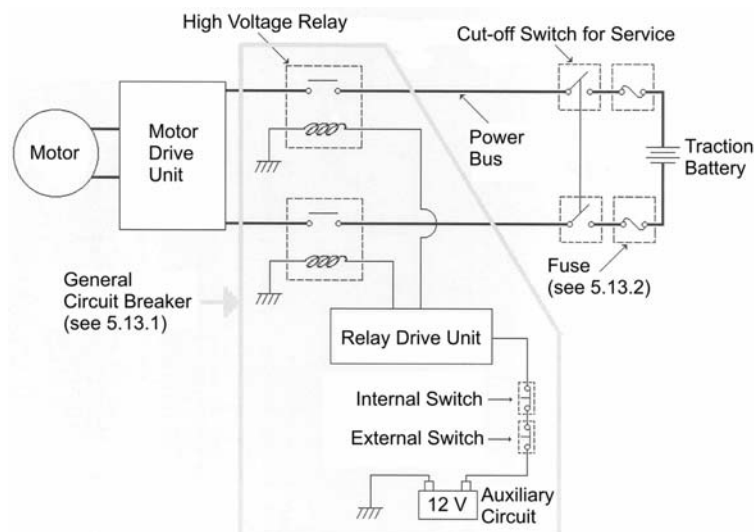 High Voltage Relay
Cut-off Switch for Service
Motor
Motor
Drive
Unit
Power
Bus
Traction
Battery
General
Circuit Breaker
(see 5.13.1)
Fuse
(see 5.13.2)
Relay Drive Unit
Internal Switch
External Switch
12 V
Auxiliary
Circuit